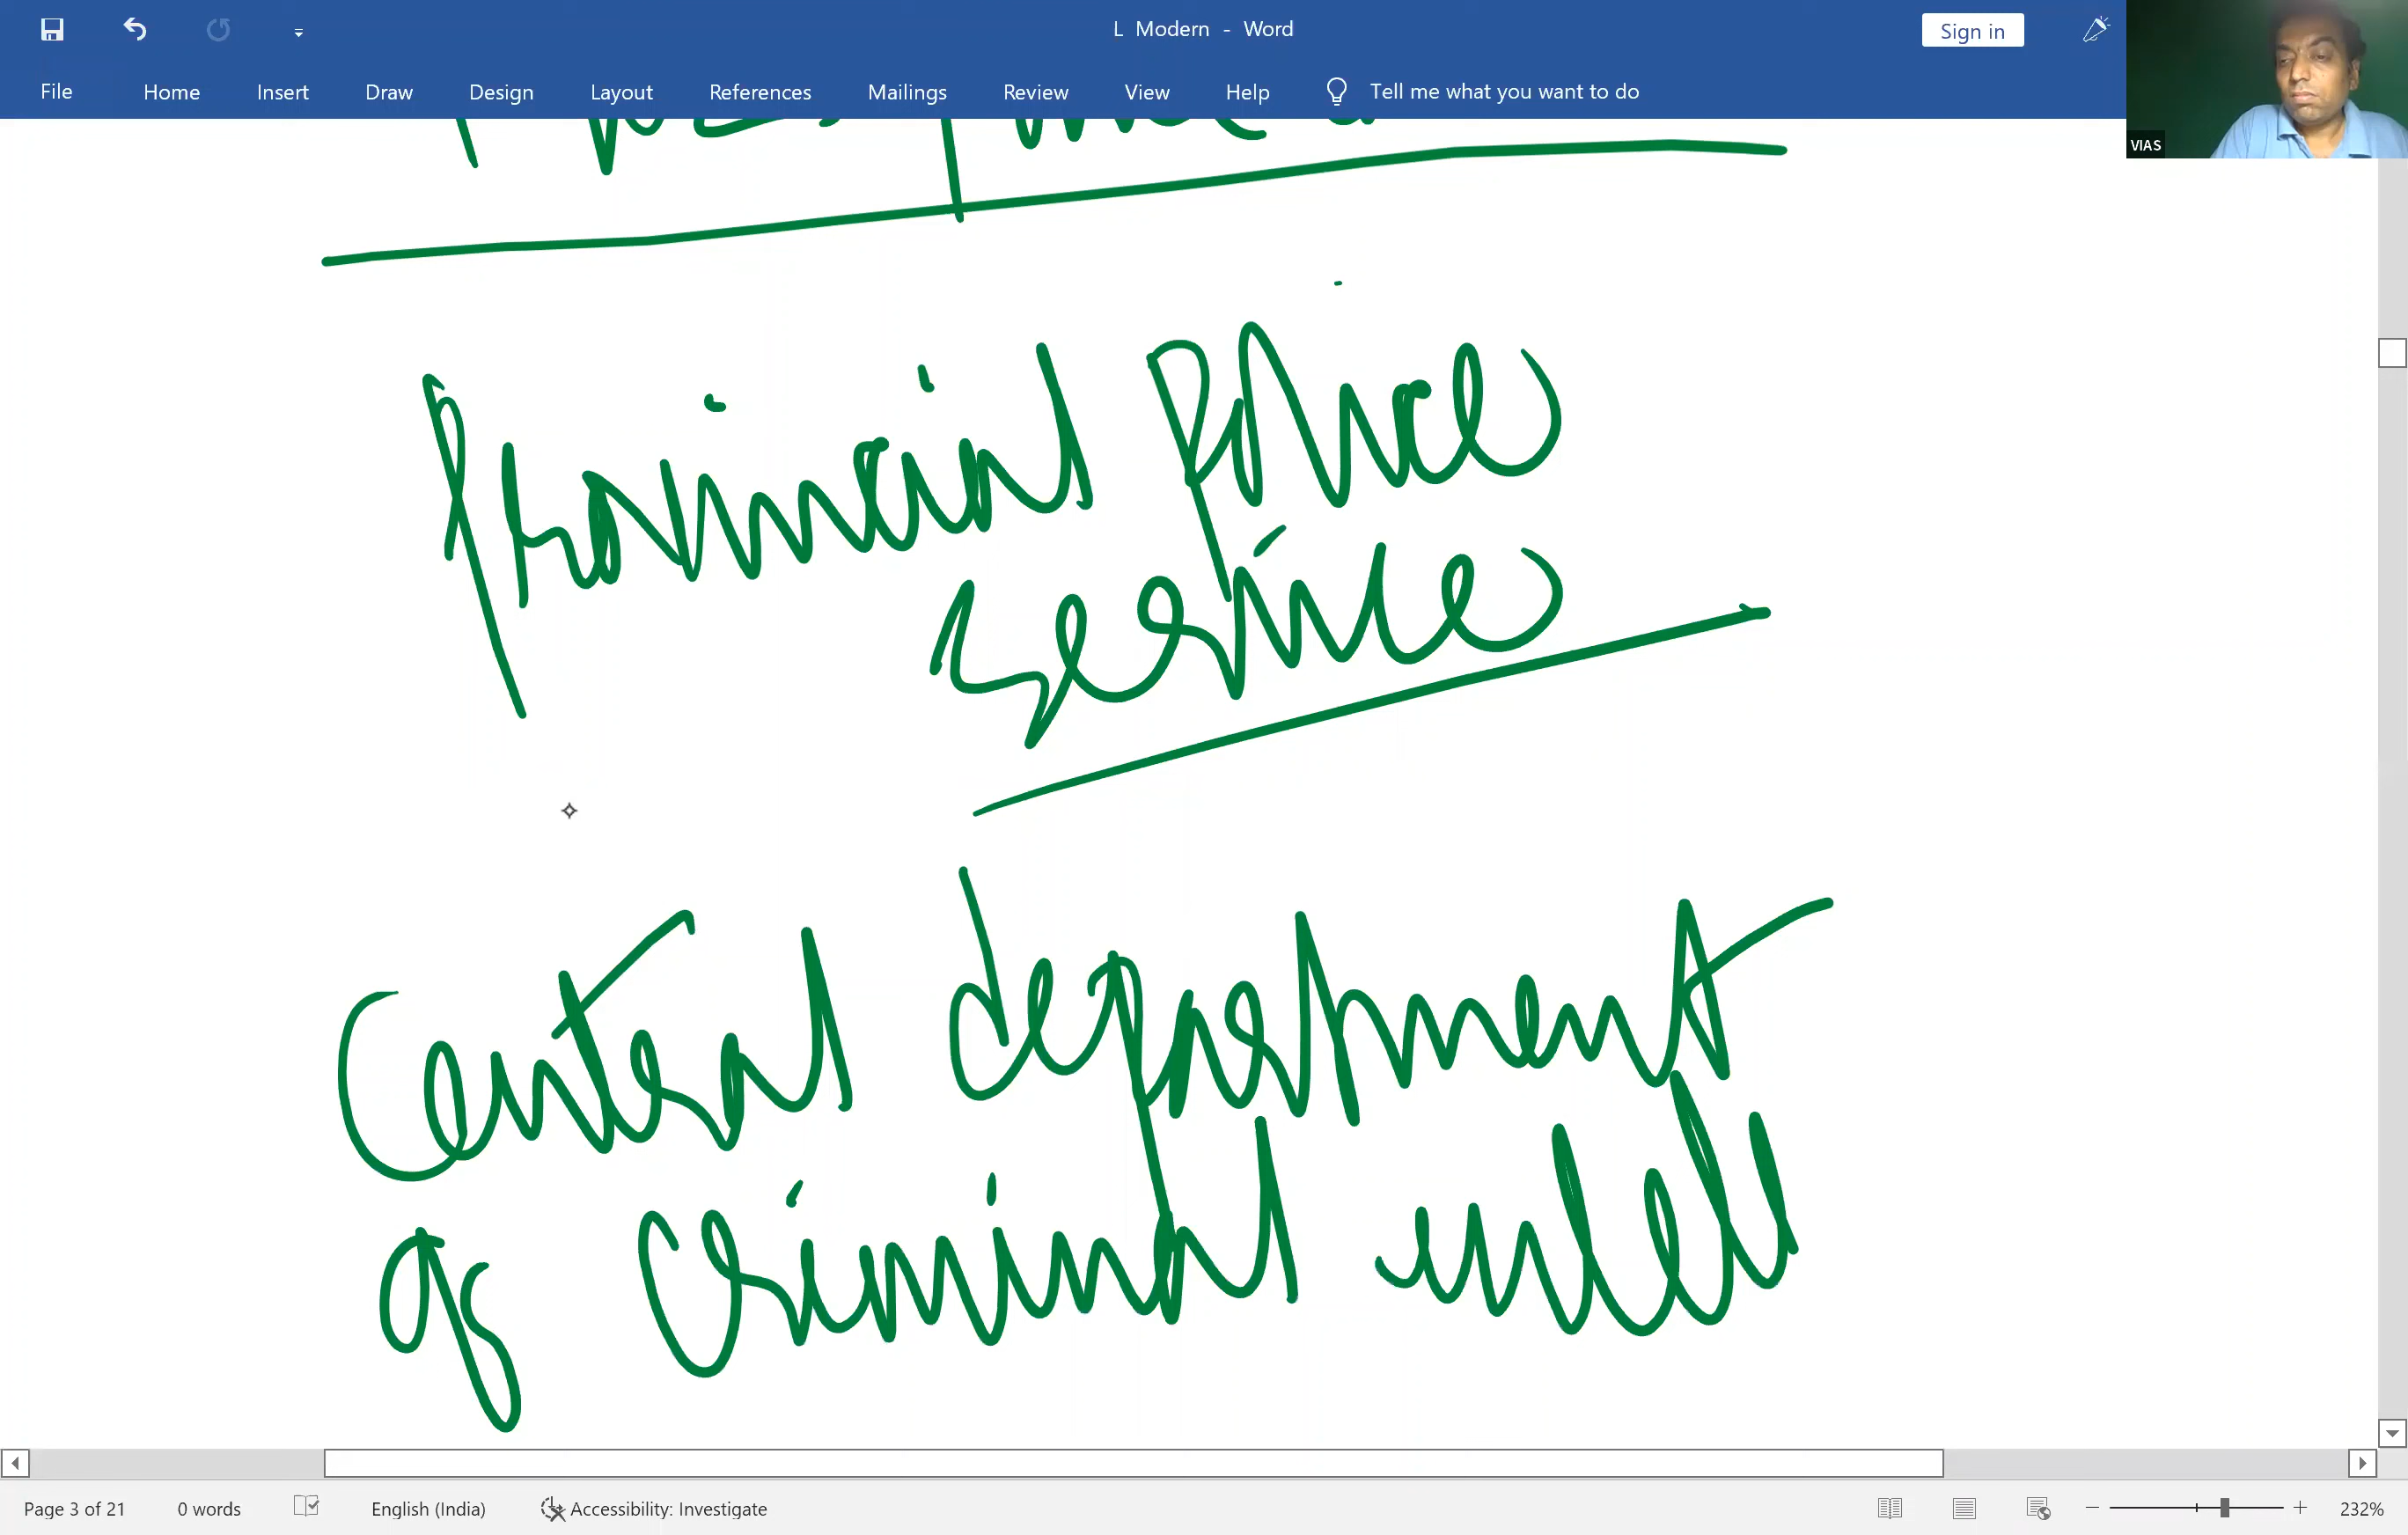 L Modern - Word
Sign in
File Home Insert Draw Design Layout References Mailings Review View Help Tell me what you want to do
VIAS
Provincial Police
Service
Central department
of Criminal intell
Page 3 of 21 0 words English (India) Accessibility: Investigate 232%